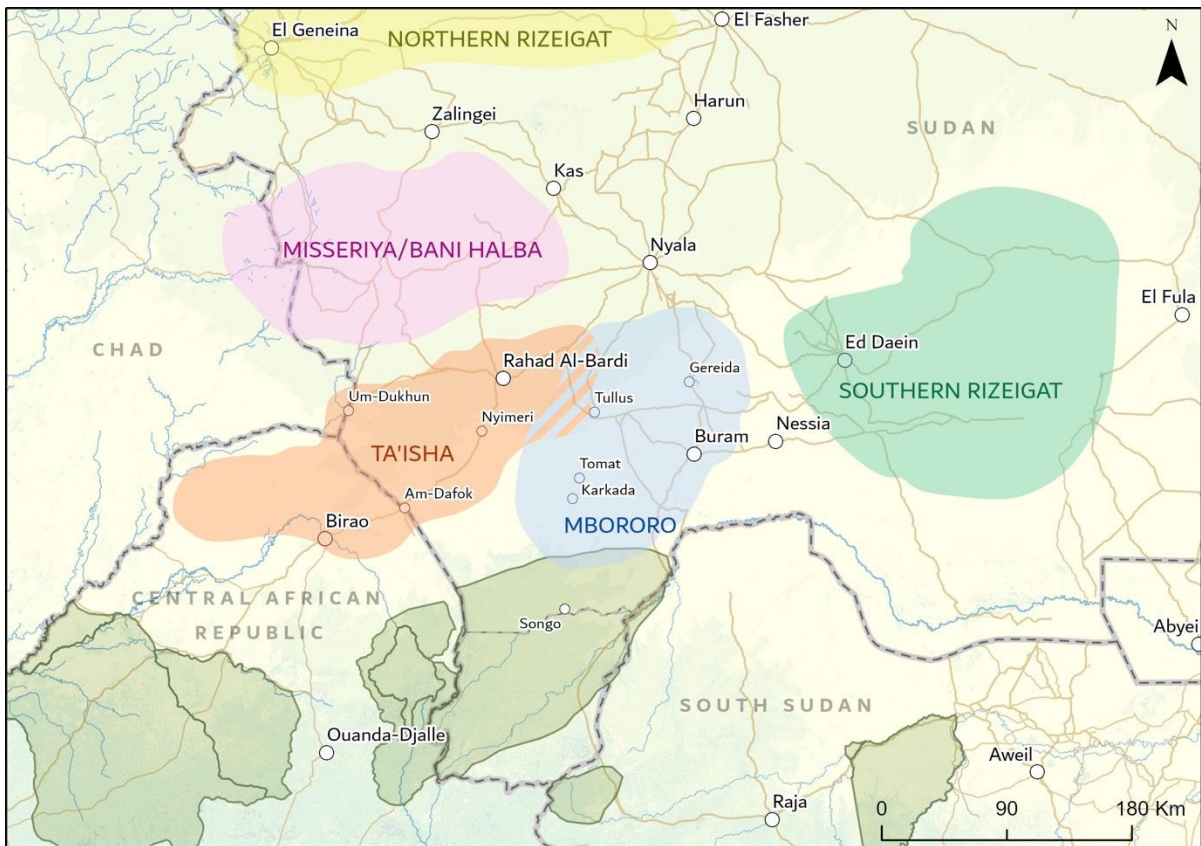 El Geneina
NORTHERN RIZEIGAT
El Fasher
N
Zalingei
Harun
SUDAN
Kas
MISSERIYA/BANI HALBA
Nyala
El Fula
CHAD
Ed Daein
Rahad Al-Bardi
Gereida
SOUTHERN RIZEIGAT
Um-Dukhun
Tullus
Nyimeri
Nessia
TA'ISHA
Buram
Tomat
Am-Dafok
Karkada
Birao
MBORORO
CENTRAL AFRICAN
REPUBLIC
Songo
Abyei
SOUTH SUDAN
Ouanda-Djalle
Aweil
Raja
0 90 180 Km